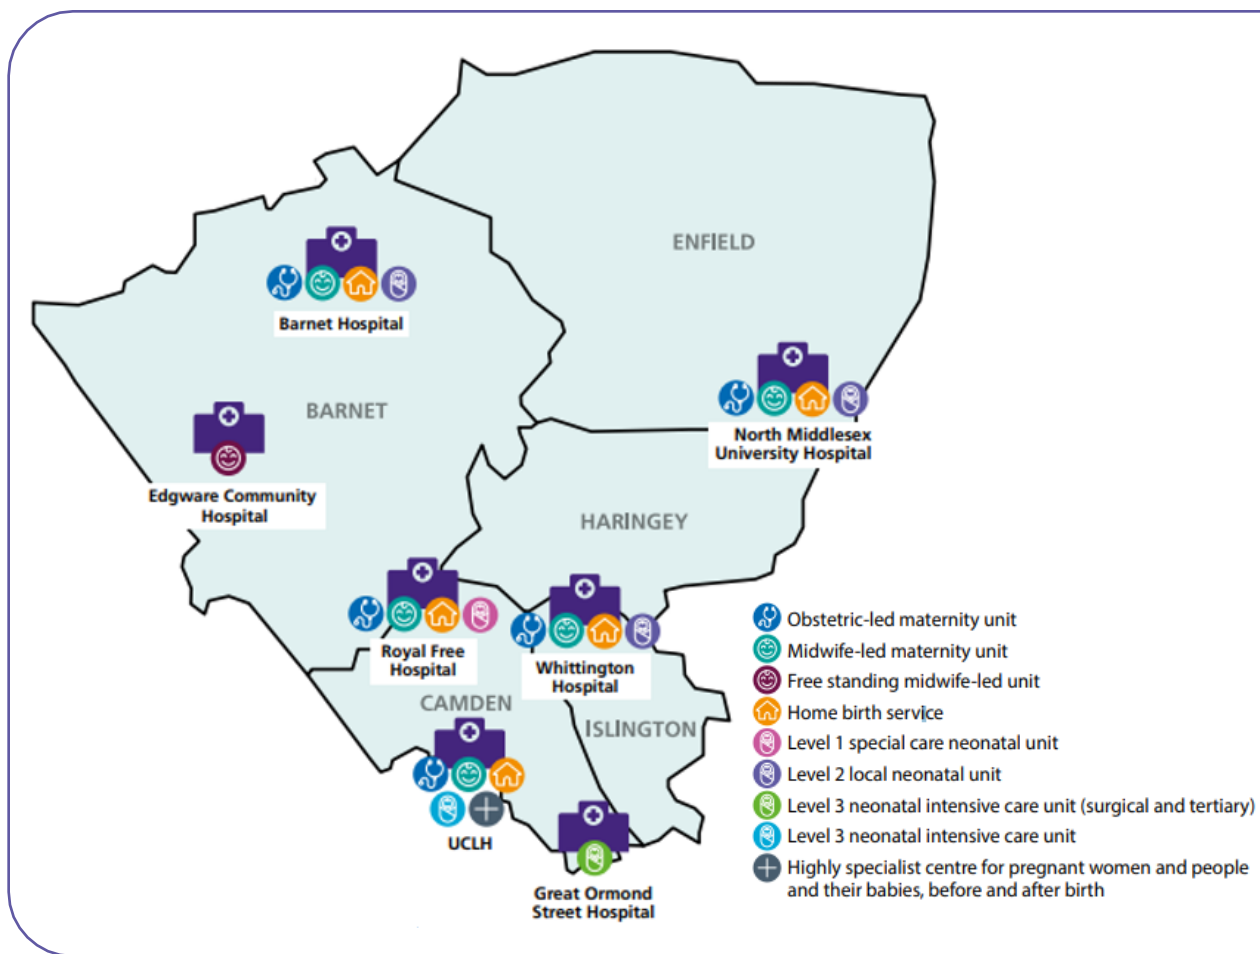 ENFIELD
Barnet Hospital
BARNET
North Middlesex
University Hospital
Edgware Community
Hospital
HARINGEY
Royal Free
Hospital
Whittington
Hospital
CAMDEN
ISLINGTON
UCLH
Great Ormond
Street Hospital
Obstetric-led maternity unit
Midwife-led maternity unit
Free standing midwife-led unit
Home birth service
Level 1 special care neonatal unit
Level 2 local neonatal unit
Level 3 neonatal intensive care unit (surgical and tertiary)
Level 3 neonatal intensive care unit
Highly specialist centre for pregnant women and people
and their babies, before and after birth